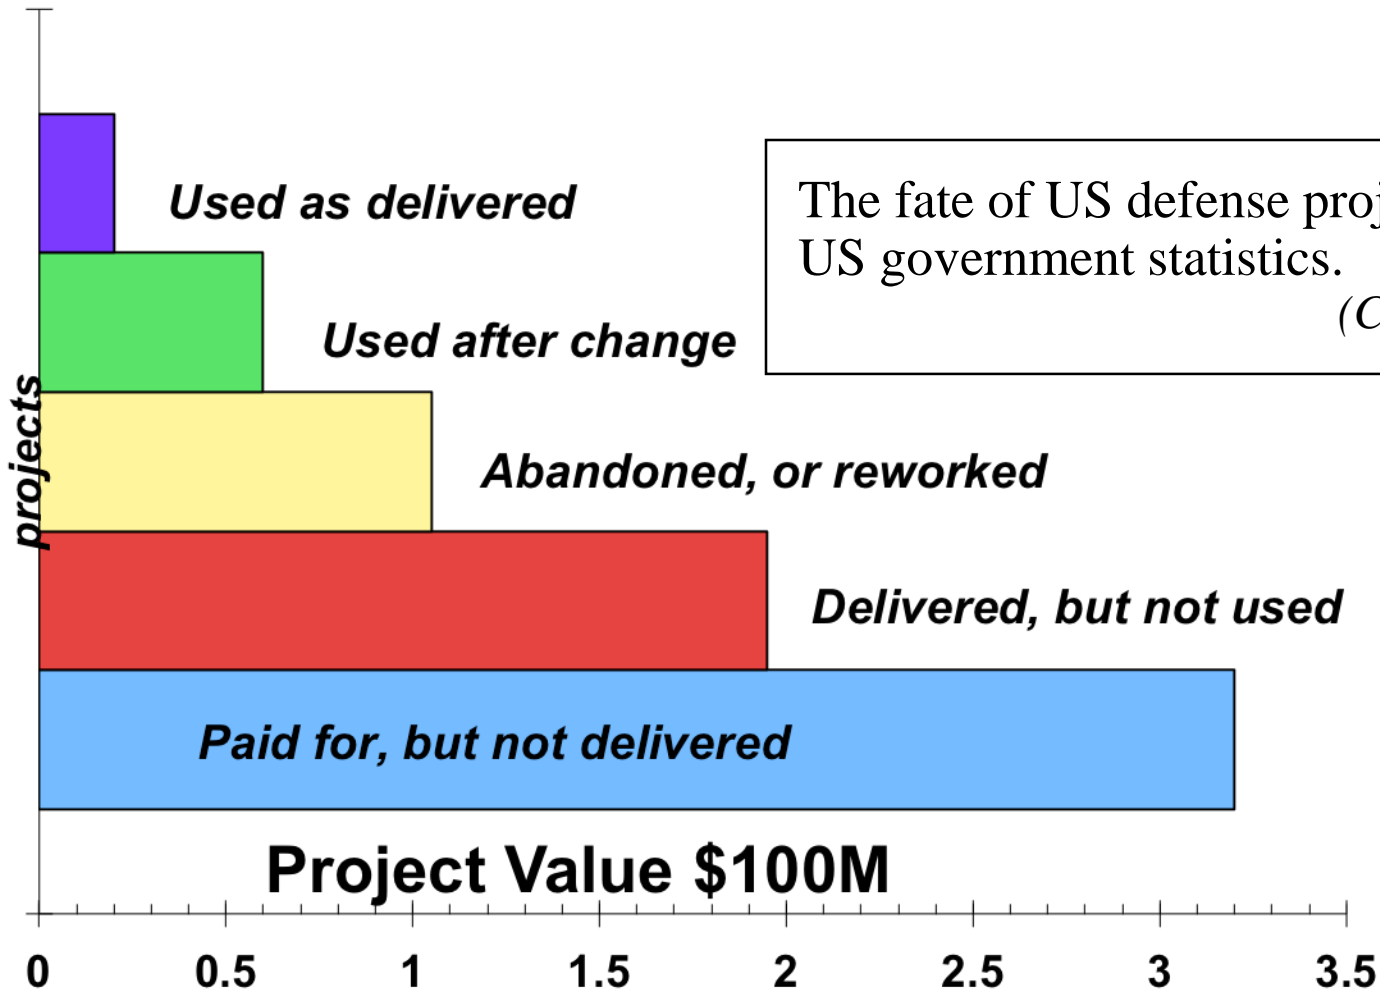 Used as delivered
The fate of US defense
US government statistics.
Used after change
projects
Abandoned, or reworked
Delivered, but not used
Paid for, but not delivered
Project Value $100M
0 0.5 1 1.5 2 2.5 3 3.5